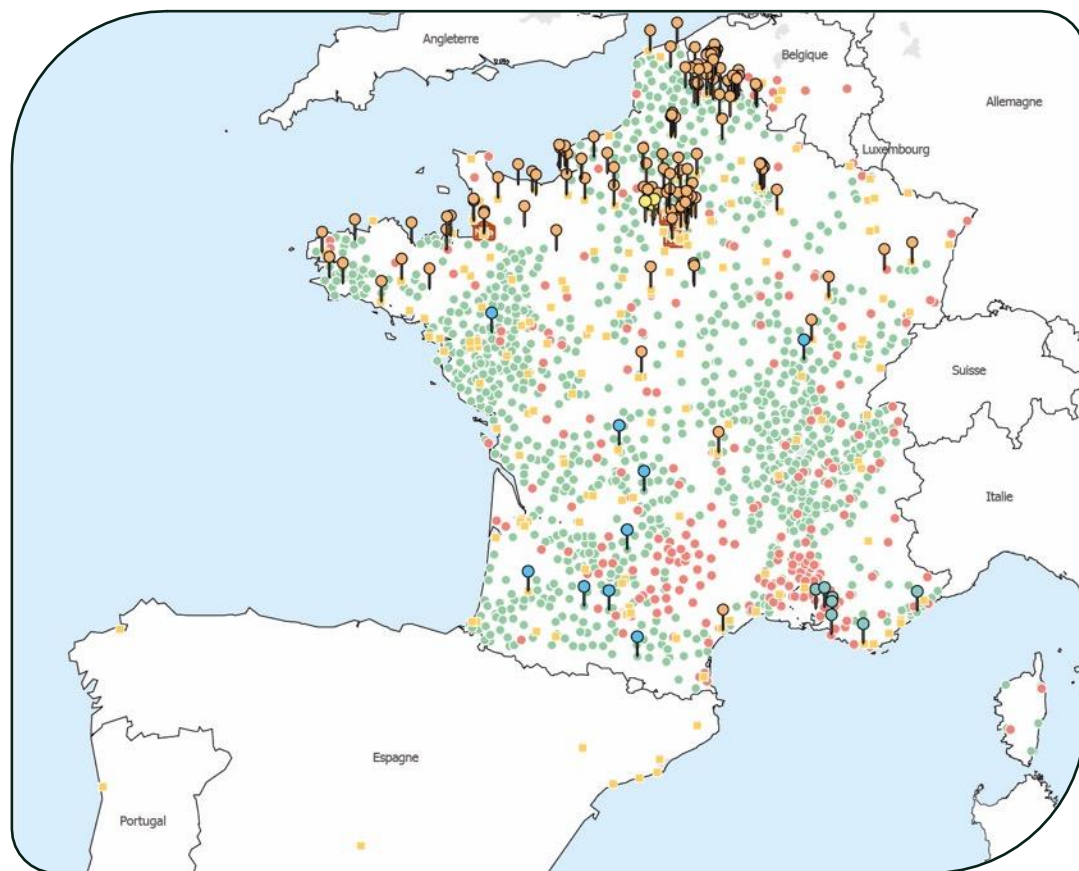 Angleterre
Belgique
Allemagne
Luxembourg
Suisse
Italie
Espagne
Portugal